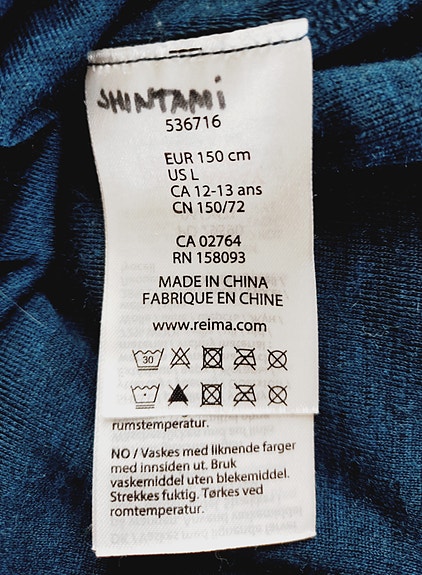 SHINTAMI
536716
EUR 150 cm
US L
CA 12-13 ans
CN 150/72
CA 02764
RN 158093
MADE IN CHINA
FABRIQUE EN CHINE
www.reima.com
30
rumstemperatur.
NO / Vaskes med liknende farger
med innsiden ut. Bruk
vaskemiddel uten blekemiddel.
Strekkes fuktig. Tørkes ved
romtemperatur.